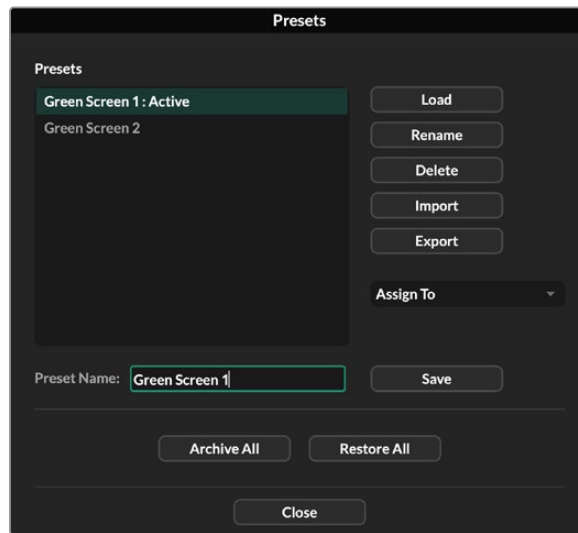 Presets
Presets
Green Screen 1 : Active
Green Screen 2
Load
Rename
Delete
Import
Export
Assign To
Preset Name: Green Screen 1
Save
Archive All
Restore All
Close